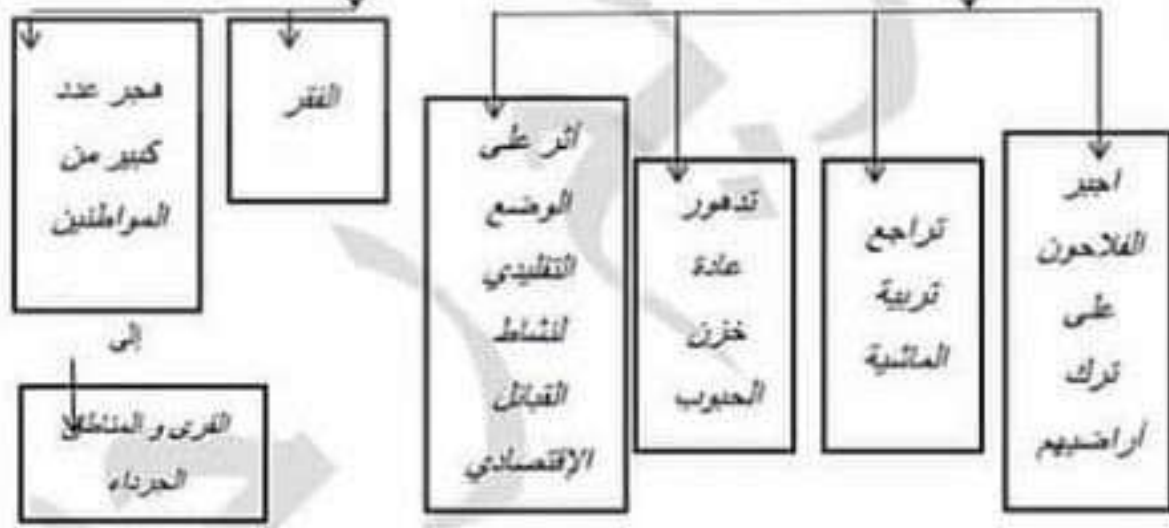 اجبر
الفلاحون
على
ترك
أراضيهم
تراجع
تربية
الماشية
تدهور
عادة
خزن
الحبوب
أثر على
الوضع
التقليدي
لنشاط
القبائل
الإقتصادي
الفقر
هجر عدد
كبير من
المواطنين
إلى
القرى و المناطق
الجرداء